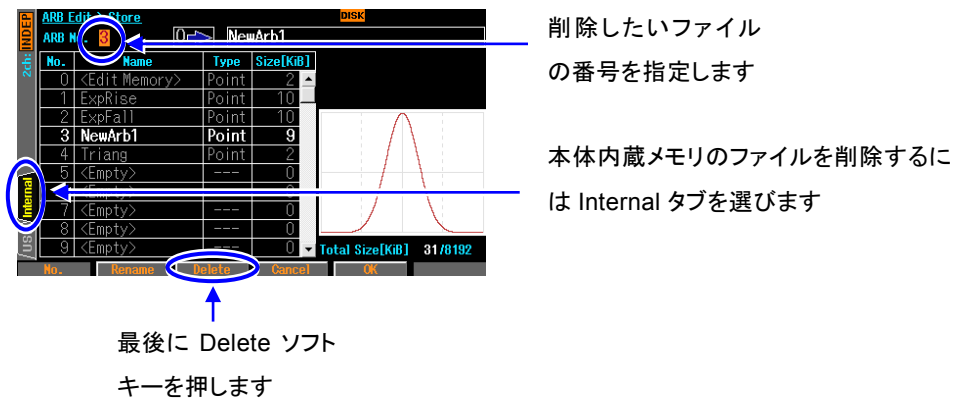 INDEP
2ch:
ARB Edit > Store
DISK
ARB 3 NewArb1
No. Name Type Size[KiB]
0 <Edit Memory> Point 2
1 ExpRise Point 10
2 ExpFall Point 10
3 NewArb1 Point 9
4 Triang Point 2
5 <Empty> --- 0
7 <Empty> --- 0
8 <Empty> --- 0
9 <Empty> --- 0
Internal
Total Size[KiB] 31/8192
No. Rename Delete Cancel OK
削除したいファイル
の番号を指定します
本体内蔵メモリのファイルを削除するに
は Internal タブを選びます
最後に Delete ソフト
キーを押します